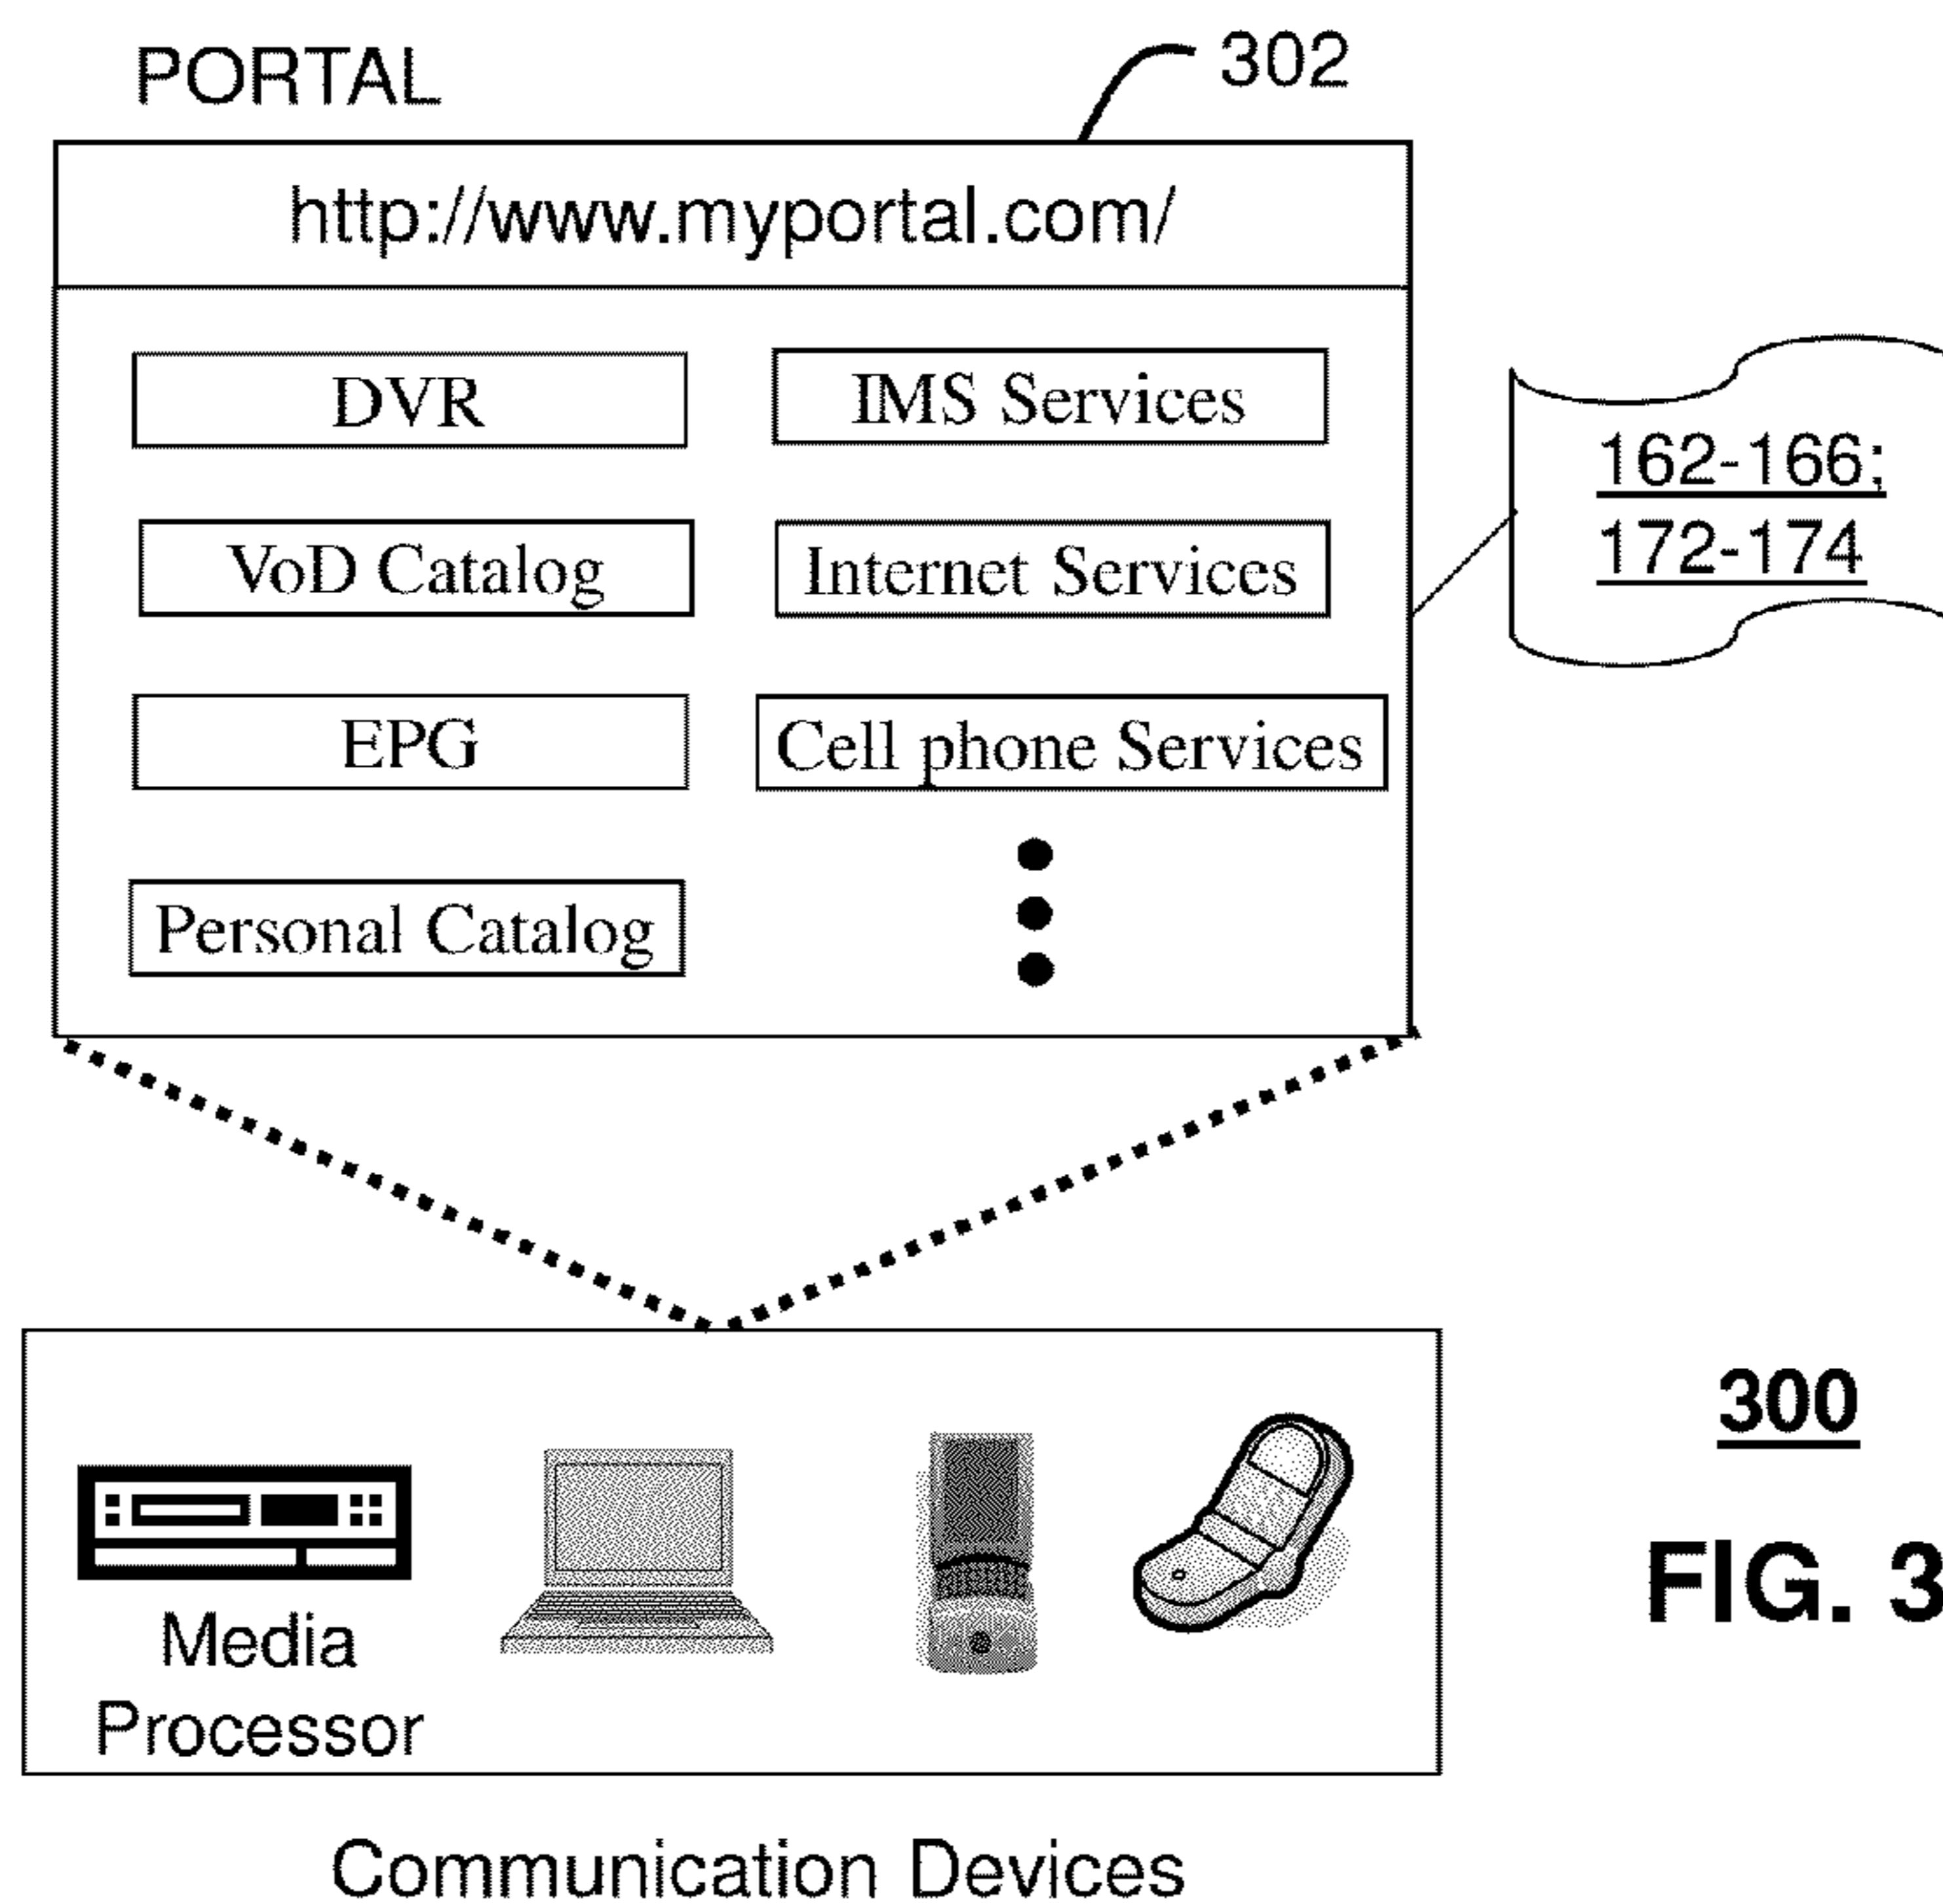 PORTAL
302
http://www.myportal.com/
DVR
IMS Services
VoD Catalog
Internet Services
EPG
Cell phone Services
Personal Catalog
162-166;
172-174
Media
Processor
Communication Devices
300
FIG. 3